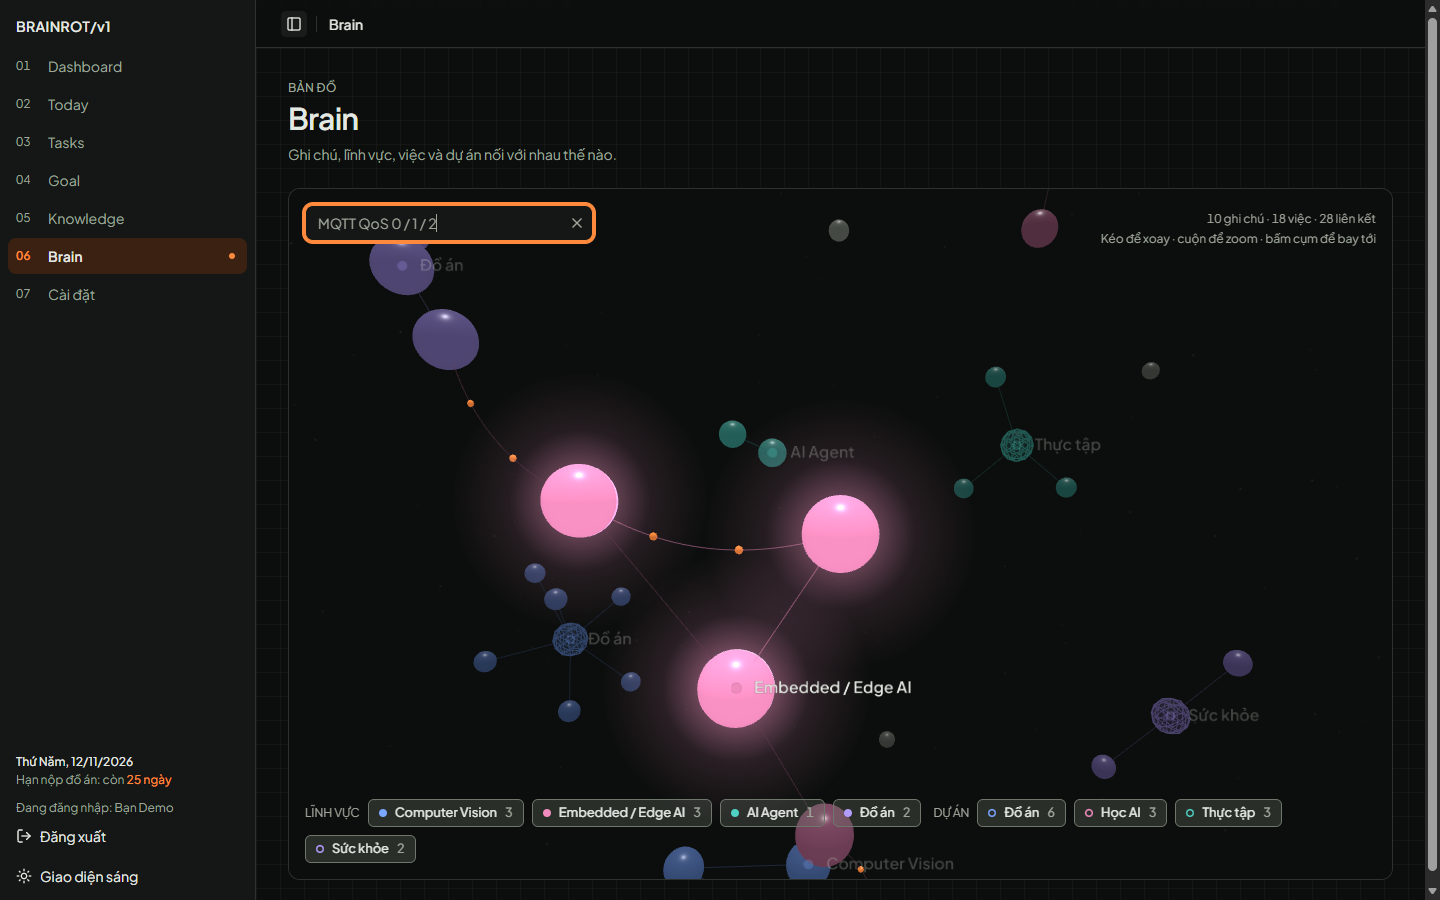 BRAINROT/v1
01 Dashboard
02 Today
03 Tasks
04 Goal
05 Knowledge
06 Brain
07 Cài đặt
Thứ Năm, 12/11/2026
Hạn nộp đồ án: còn 25 ngày
Đang đăng nhập: Bạn Demo
Đăng xuất
Giao diện sáng
Brain
BẢN ĐỒ
Brain
Ghi chú, lĩnh vực, việc và dự án nối với nhau thế nào.
MQTT QoS 0 / 1 / 2
10 ghi chú · 18 việc · 28 liên kết
Kéo để xoay · cuộn để zoom · bấm cụm để bay tới
Đồ án
AI Agent
Thực tập
Đồ án
Embedded / Edge AI
Sức khỏe
LĨNH VỰC Computer Vision 3 Embedded / Edge AI 3 AI Agent 1 Đồ án 2 DỰ ÁN Đồ án 6 Học AI 3 Thực tập 3
Sức khỏe 2
Computer Vision